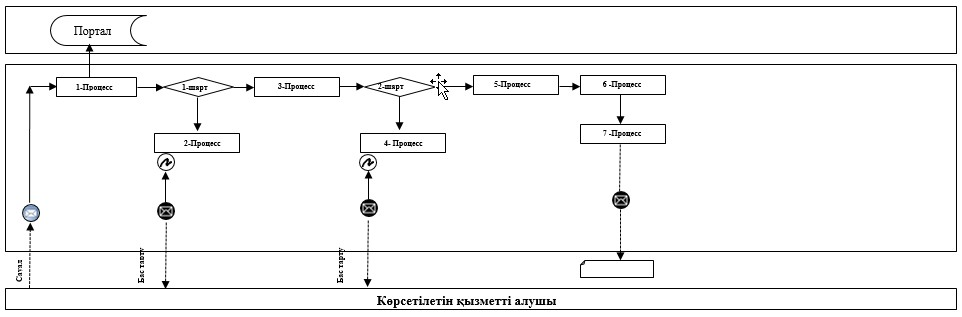 Портал
1-Процесс
1-шарт
3-Процесс
2-шарт
5-Процесс
6 -Процесс
2-Процесс
4- Процесс
7 -Процесс
Сауал
Бас тарту
Бас тарту
Көрсетілетін қызметті алушы